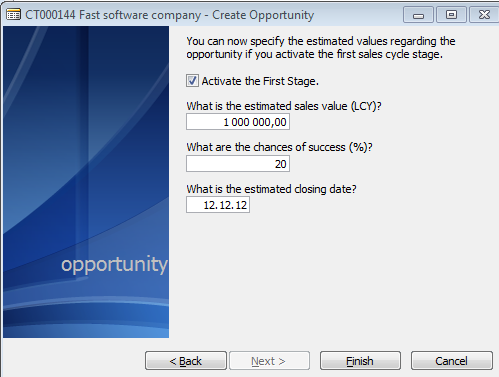 CT000144 Fast software company - Create Opportunity
You can now specify the estimated values regarding the
opportunity if you activate the first sales cycle stage.
Activate the First Stage.
What is the estimated sales value (LCY)?
1 000 000,00
What are the chances of success (%)?
20
What is the estimated closing date?
12.12.12
opportunity
< Back Next > Finish Cancel